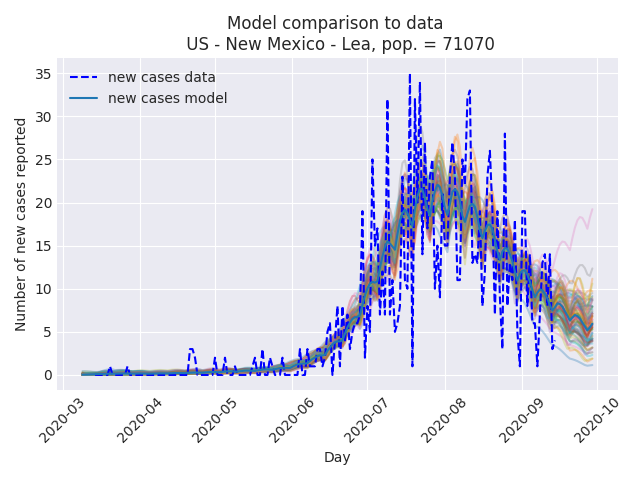 Model comparison to data
US - New Mexico - Lea, pop. = 71070
new cases data
new cases model
Number of new cases reported
35
30
25
20
15
10
5
0
2020-03
2020-04
2020-05
2020-06
2020-07
2020-08
2020-09
2020-10
Day